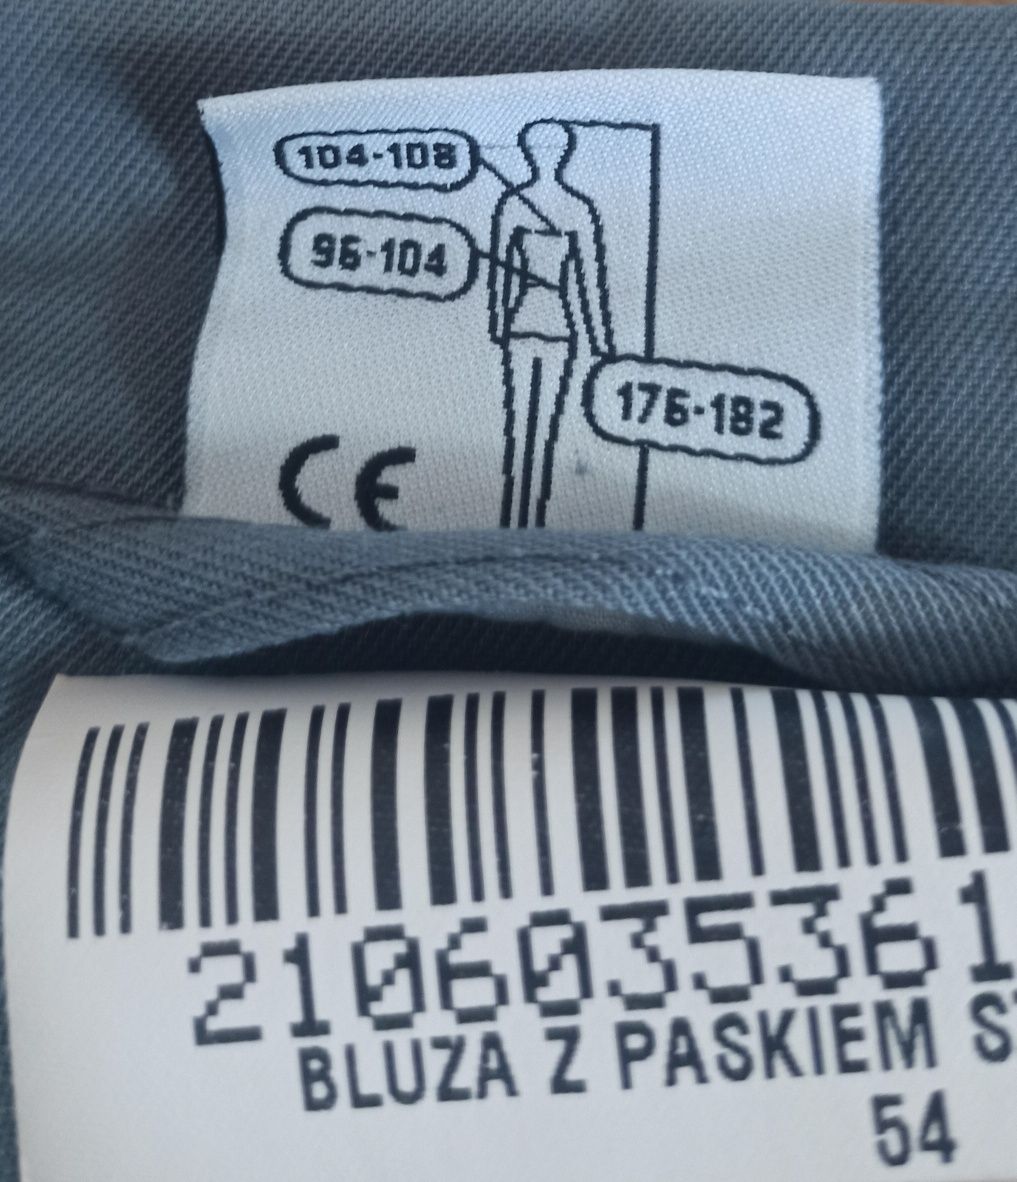 104-108
96-104
176-182
CE
2106035361
BLUZA Z PASKIEM
54